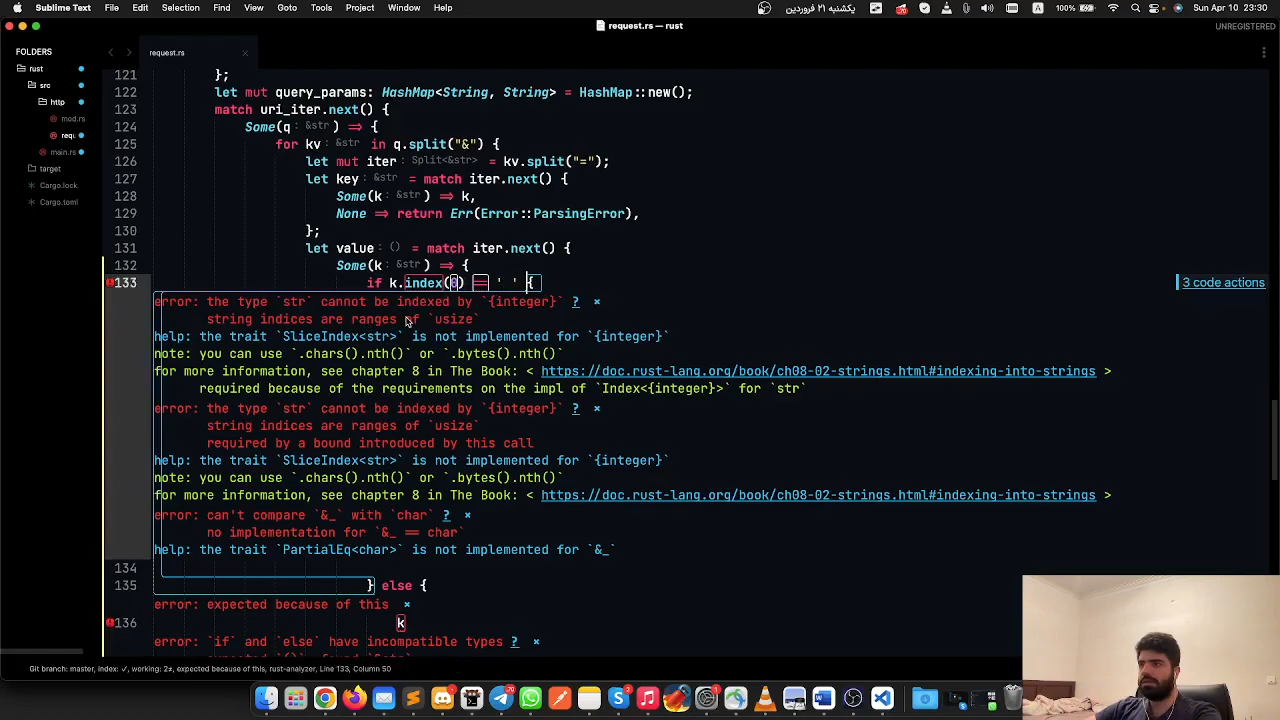 Sublime Text File Edit Selection Find View Goto Tools Project Window Help
یکشنبه ۲۱ فروردین
A 100% Sun Apr 10 23:30
request.rs — rust
UNREGISTERED
FOLDERS
rust
src
http
mod.rs
requ
main.rs
target
Cargo.lock
Cargo.toml
request.rs ×
121 };
122 let mut query_params: HashMap<String, String> = HashMap::new();
123 match uri_iter.next() {
124 Some(q :&str ) => {
125 for kv :&str in q.split("&") {
126 let mut iter :Split<&str> = kv.split("=");
127 let key :&str = match iter.next() {
128 Some(k :&str ) => k,
129 None => return Err(Error::ParsingError),
130 };
131 let value :() = match iter.next() {
132 Some(k :&str ) => {
133 if k.index(0) == ' ' {
3 code actions
error: the type `str` cannot be indexed by `{integer}` ? ×
string indices are ranges of `usize`
help: the trait `SliceIndex<str>` is not implemented for `{integer}`
note: you can use `.chars().nth()` or `.bytes().nth()`
for more information, see chapter 8 in The Book: < https://doc.rust-lang.org/book/ch08-02-strings.html#indexing-into-strings >
required because of the requirements on the impl of `Index<{integer}>` for `str`
error: the type `str` cannot be indexed by `{integer}` ? ×
string indices are ranges of `usize`
required by a bound introduced by this call
help: the trait `SliceIndex<str>` is not implemented for `{integer}`
note: you can use `.chars().nth()` or `.bytes().nth()`
for more information, see chapter 8 in The Book: < https://doc.rust-lang.org/book/ch08-02-strings.html#indexing-into-strings >
error: can't compare `&_` with `char` ? ×
no implementation for `&_ == char`
help: the trait `PartialEq<char>` is not implemented for `&_`
134
135 } else {
error: expected because of this ×
136 k
error: `if` and `else` have incompatible types ? ×
Git branch: master, index: ✓, working: 2≠, expected because of this, rust-analyzer, Line 133, Column 50